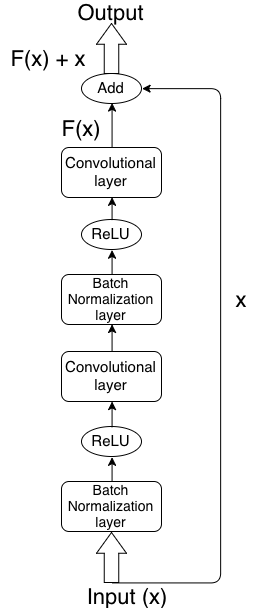 Output
F(x) + x
Add
F(x)
Convolutional
layer
ReLU
Batch
Normalization
layer
x
Convolutional
layer
ReLU
Batch
Normalization
layer
Input (x)